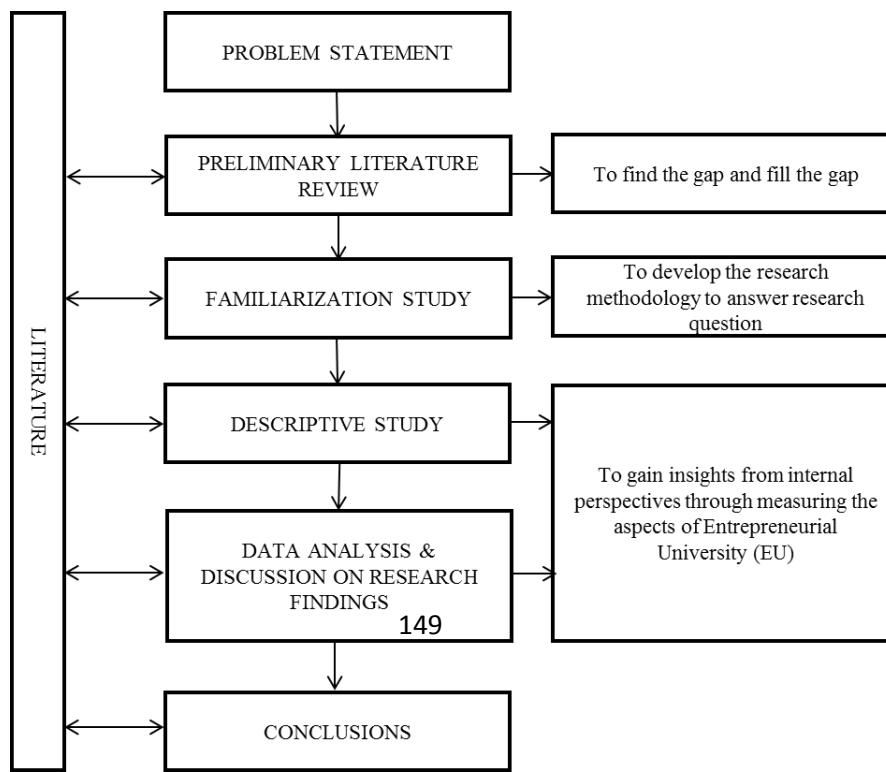 PROBLEM STATEMENT
PRELIMINARY LITERATURE
REVIEW
To find the gap and fill the gap
FAMILIARIZATION STUDY
To develop the research
methodology to answer research
question
LITERATURE
DESCRIPTIVE STUDY
To gain insights from internal
perspectives through measuring the
aspects of Entrepreneurial
University (EU)
DATA ANALYSIS &
DISCUSSION ON RESEARCH
FINDINGS
149
CONCLUSIONS